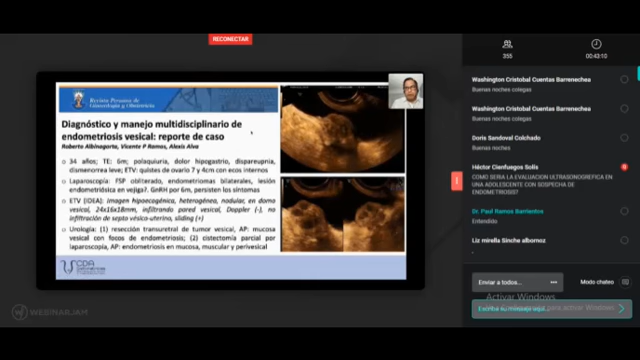 RECONECTAR
355
00:43:10
Revista Peruana de
Ginecología y Obstetricia
Diagnóstico y manejo multidisciplinario de
endometriosis vesical: reporte de caso
Roberto Albinagorta, Vicente P Ramos, Alexis Alva
34 años; TE: 6m; polaquiuria, dolor hipogastrio, dispareunia,
dismenorrea leve; ETV: quistes de ovario 7 y 4cm con ecos internos
Laparoscopía: FSP obliterado, endometriomas bilaterales, lesión
endometriósica en vejiga?. GnRH por 6m, persisten los síntomas
ETV (IDEA): imagen hipoecogénica, heterogénea, nodular, en domo
vesical, 24x16x18mm, infiltrando pared vesical, Doppler (-), no
infiltración de septo vésico-uterino, sliding (+)
Urología: (1) resección transuretral de tumor vesical, AP: mucosa
vesical con focos de endometriosis; (2) cistectomía parcial por
laparoscopía, AP: endometriosis en mucosa, muscular y perivesical
CDA
WEBINARJAM
Washington Cristobal Cuentas Barrenechea
Buenas noches colegas
Washington Cristobal Cuentas Barrenechea
Buenas noches colegas
Doris Sandoval Colchado
Buenas noches
Héctor Cienfuegos Solis
COMO SERIA LA EVALUACION ULTRASONOGRAFICA EN
UNA ADOLESCENTE CON SOSPECHA DE
ENDOMETRIOSIS?
Dr. Paul Ramos Barrientos
Entendido
Liz mirella Sinche albornoz
.
Enviar a todos...
Modo chateo
Activar Windows
Escriba su mensaje aquí...